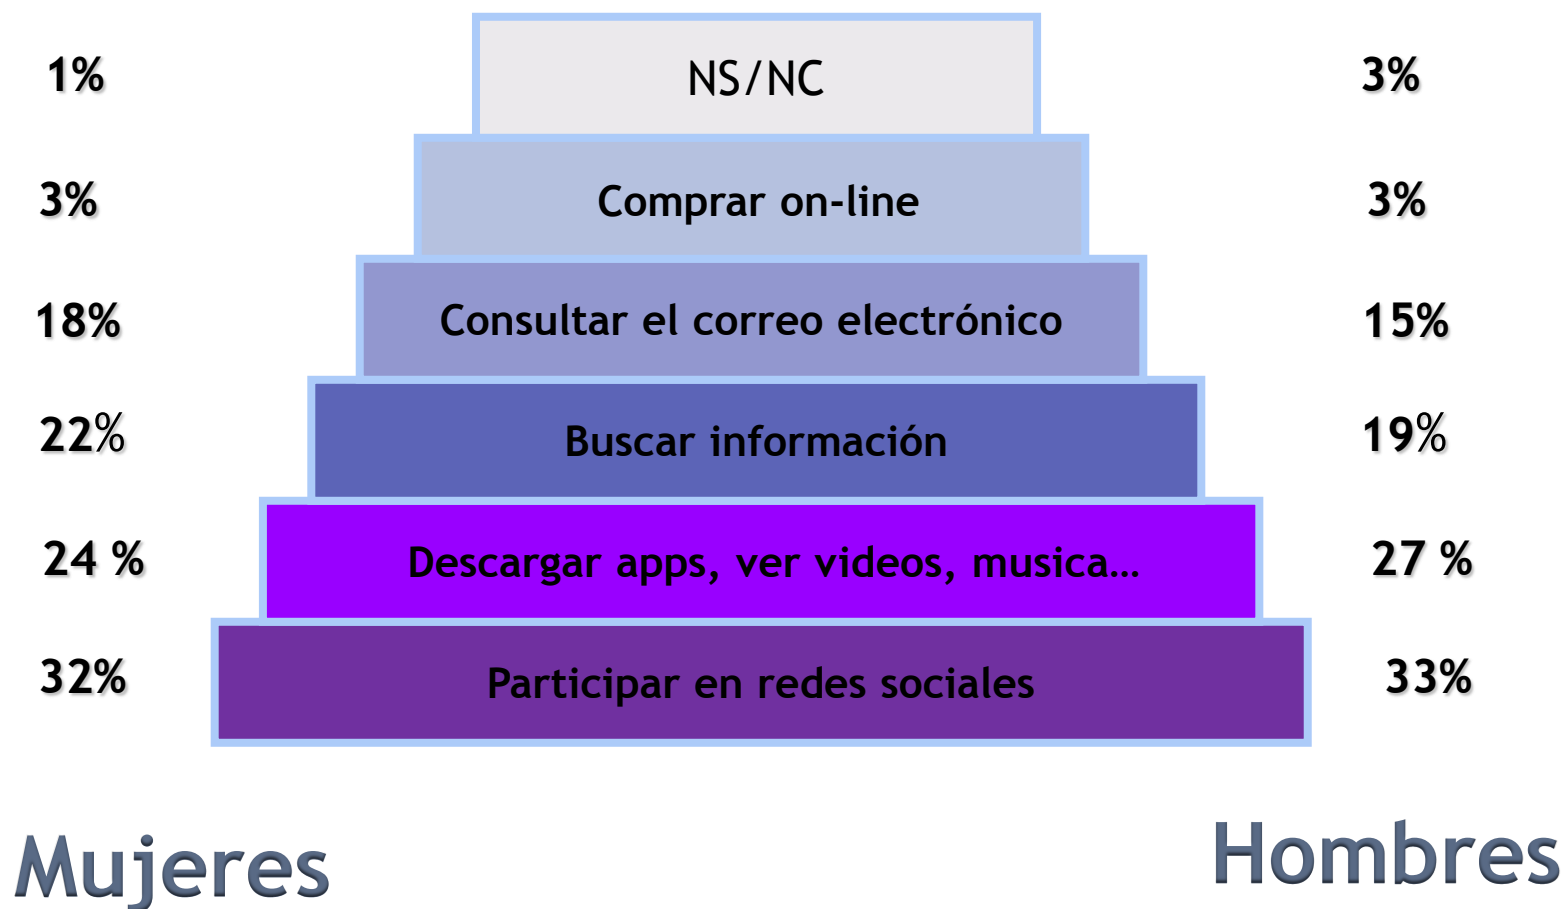 1% NS/NC 3%
3% Comprar on-line 3%
18% Consultar el correo electrónico 15%
22% Buscar información 19%
24 % Descargar apps, ver videos, musica… 27 %
32% Participar en redes sociales 33%
Mujeres Hombres